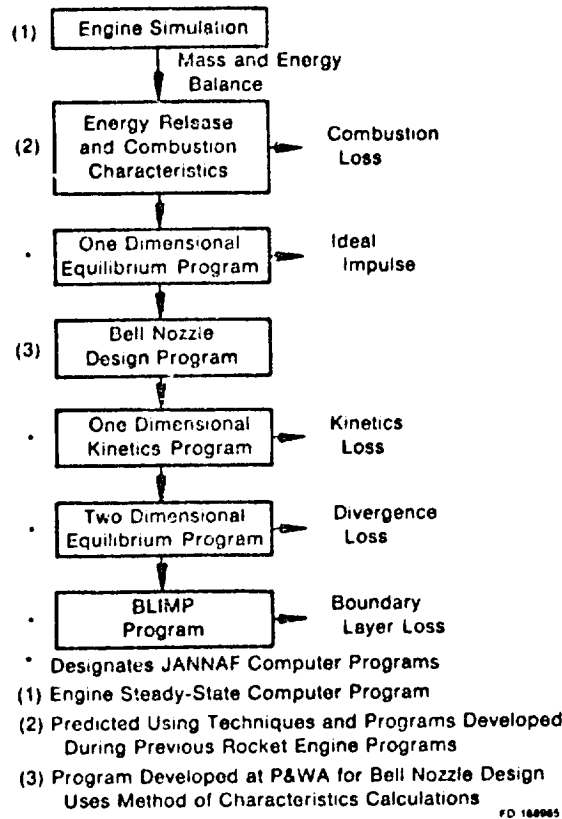 (1) Engine Simulation
Mass and Energy
Balance
(2) Energy Release
and Combustion
Characteristics
Combustion
Loss
* One Dimensional
Equilibrium Program
Ideal
Impulse
(3) Bell Nozzle
Design Program
* One Dimensional
Kinetics Program
Kinetics
Loss
* Two Dimensional
Equilibrium Program
Divergence
Loss
* BLIMP
Program
Boundary
Layer Loss
* Designates JANNAF Computer Programs
(1) Engine Steady-State Computer Program
(2) Predicted Using Techniques and Programs Developed
During Previous Rocket Engine Programs
(3) Program Developed at P&WA for Bell Nozzle Design
Uses Method of Characteristics Calculations
FD 168965